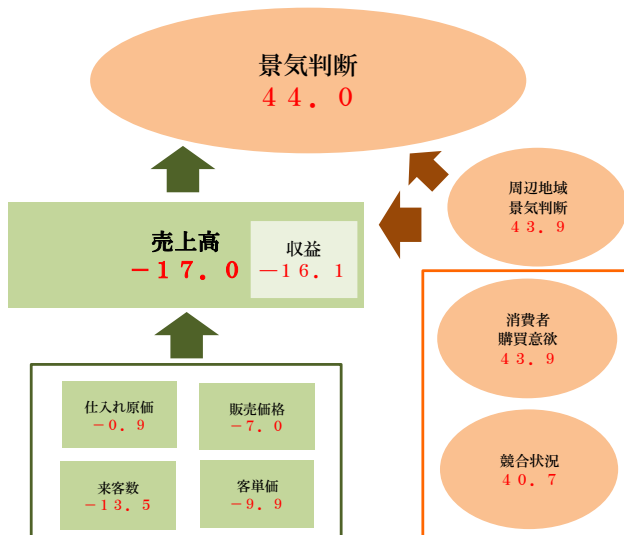 景気判断
４４．０
周辺地域
景気判断
４３．９
売上高
－１７．０
収益
―１６．１
消費者
購買意欲
４３．９
仕入れ原価
－０．９
販売価格
－７．０
競合状況
４０．７
来客数
－１３．５
客単価
－９．９